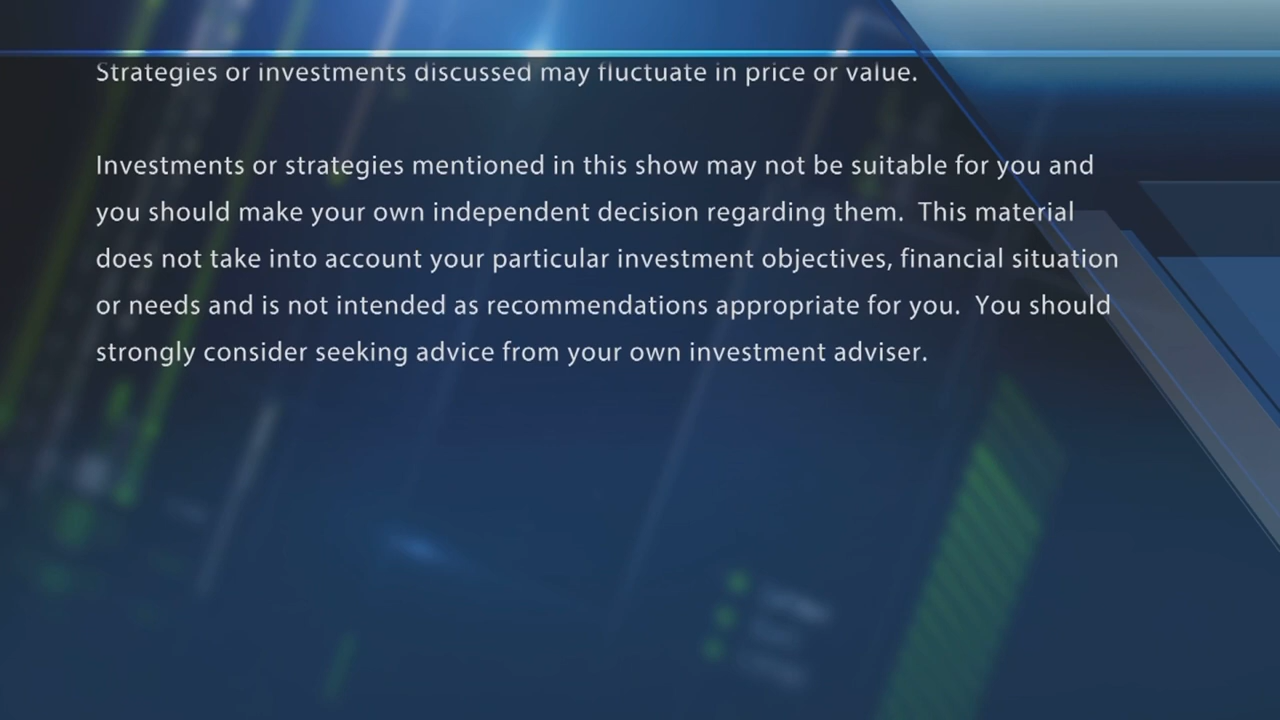 Strategies or investments discussed may fluctuate in price or value.
Investments or strategies mentioned in this show may not be suitable for you and
you should make your own independent decision regarding them.  This material
does not take into account your particular investment objectives, financial situation
or needs and is not intended as recommendations appropriate for you.  You should
strongly consider seeking advice from your own investment adviser.